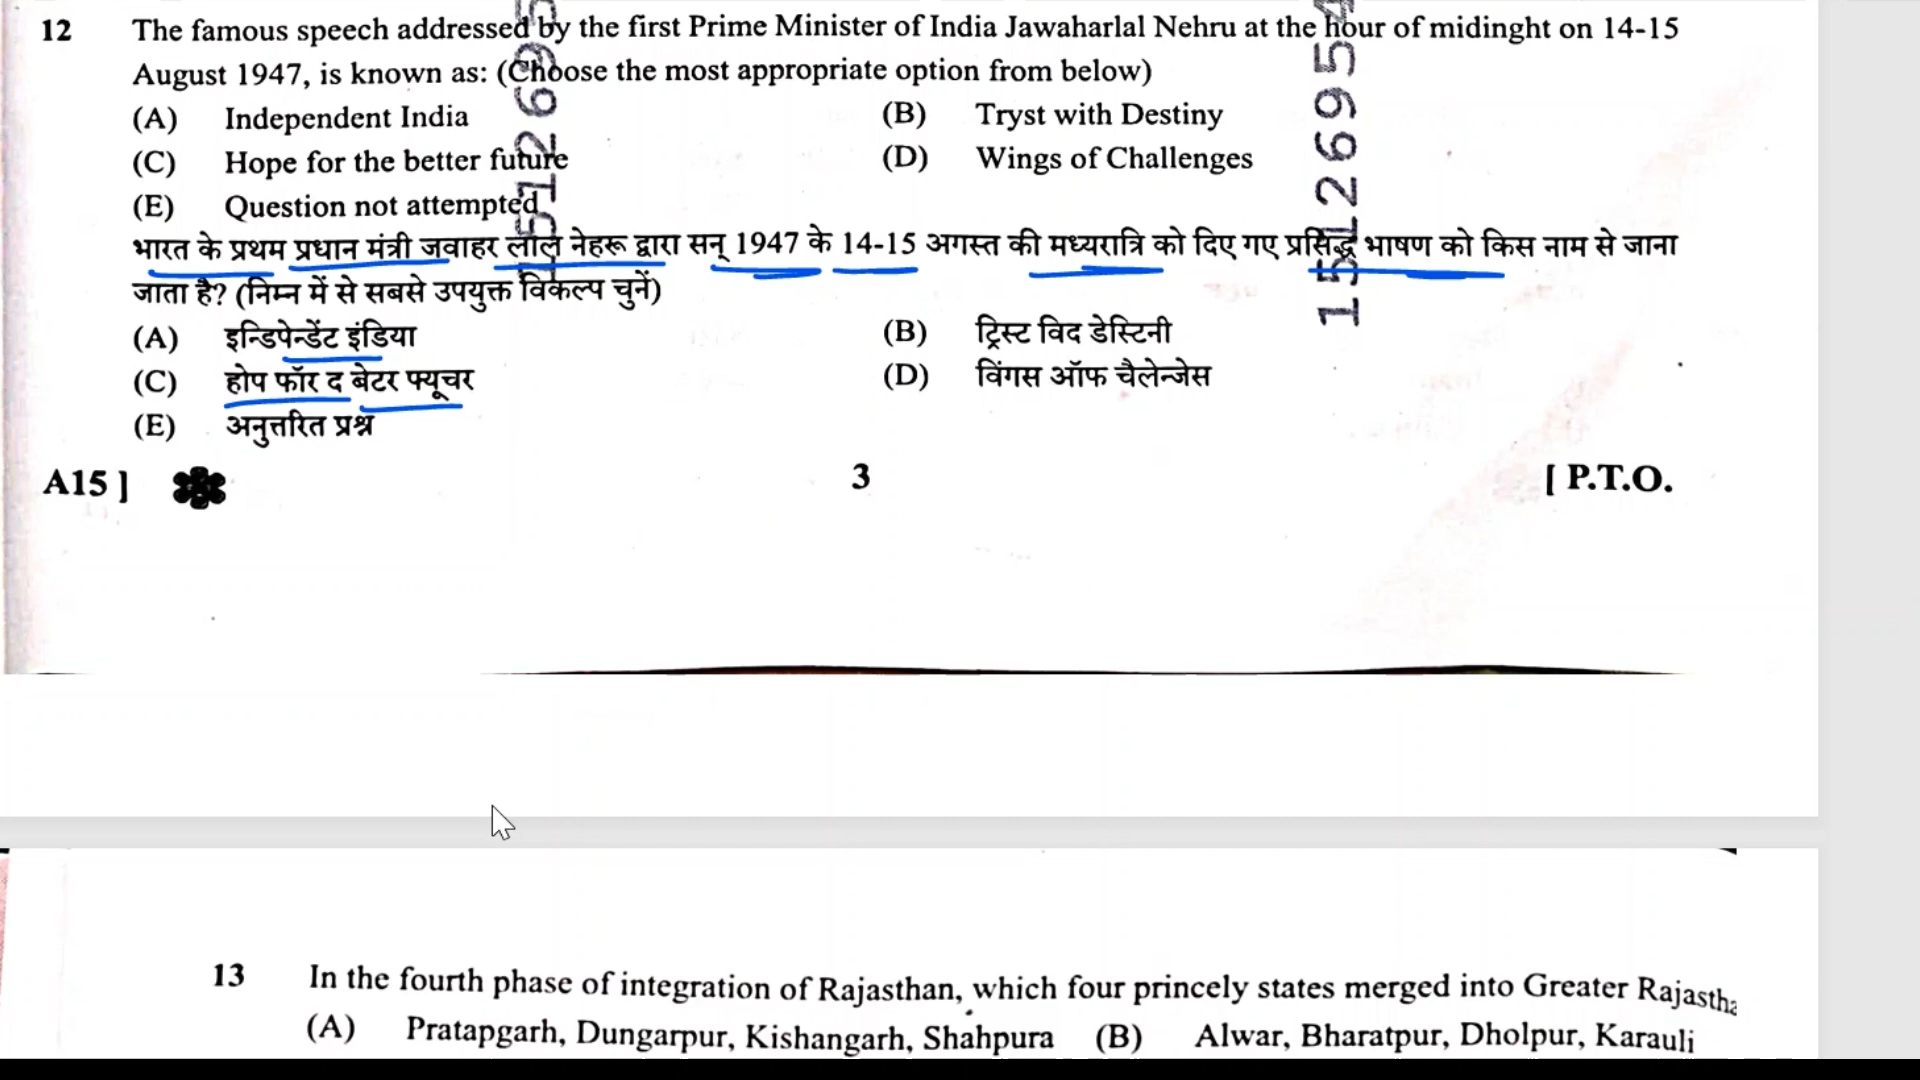 12 The famous speech addressed by the first Prime Minister of India Jawaharlal Nehru at the hour of midinght on 14-15
August 1947, is known as: (Choose the most appropriate option from below)
(A) Independent India (B) Tryst with Destiny
(C) Hope for the better future (D) Wings of Challenges
(E) Question not attempted
भारत के प्रथम प्रधान मंत्री जवाहर लाल नेहरू द्वारा सन् 1947 के 14-15 अगस्त की मध्यरात्रि को दिए गए प्रसिद्ध भाषण को किस नाम से जाना
जाता है? (निम्न में से सबसे उपयुक्त विकल्प चुनें)
(A) इन्डिपेन्डेंट इंडिया (B) ट्रिस्ट विद डेस्टिनी
(C) होप फॉर द बेटर फ्यूचर (D) विंगस ऑफ चैलेन्जेस
(E) अनुत्तरित प्रश्न
A15 ] 3 [ P.T.O.
13 In the fourth phase of integration of Rajasthan, which four princely states merged into Greater Rajastha
(A) Pratapgarh, Dungarpur, Kishangarh, Shahpura (B) Alwar, Bharatpur, Dholpur, Karauli